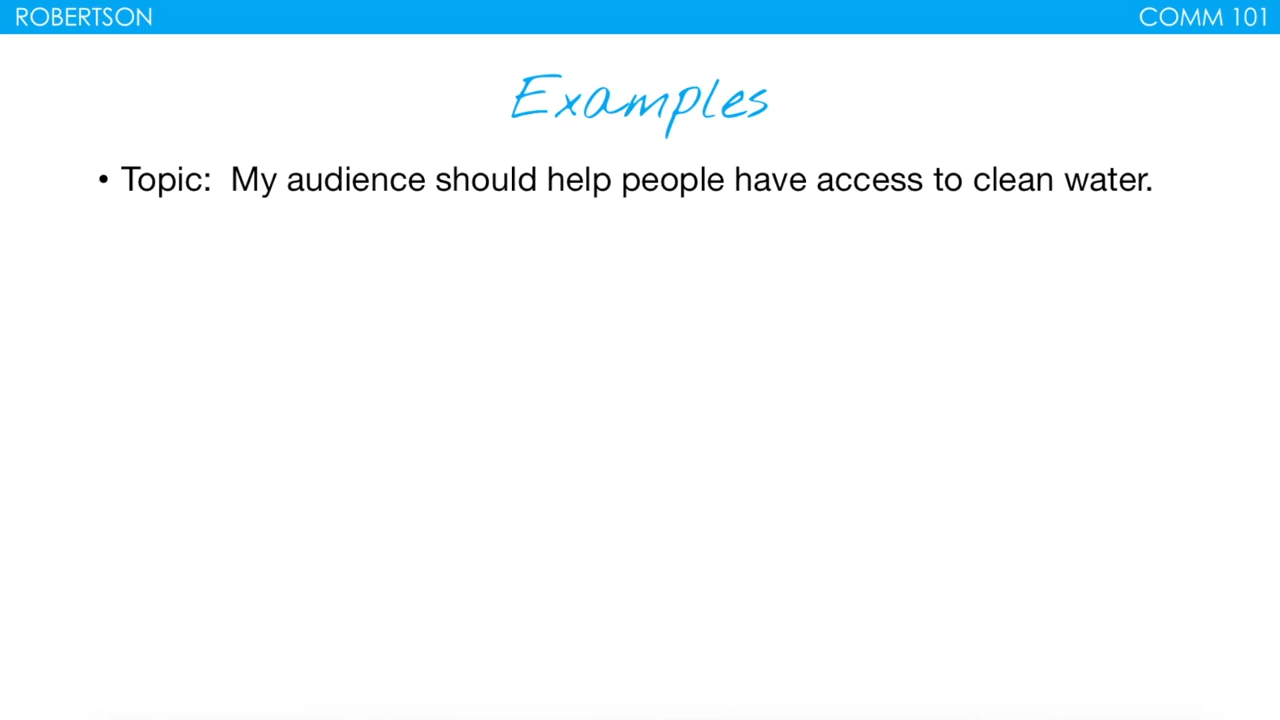 ROBERTSON
COMM 101
Examples
• Topic:  My audience should help people have access to clean water.